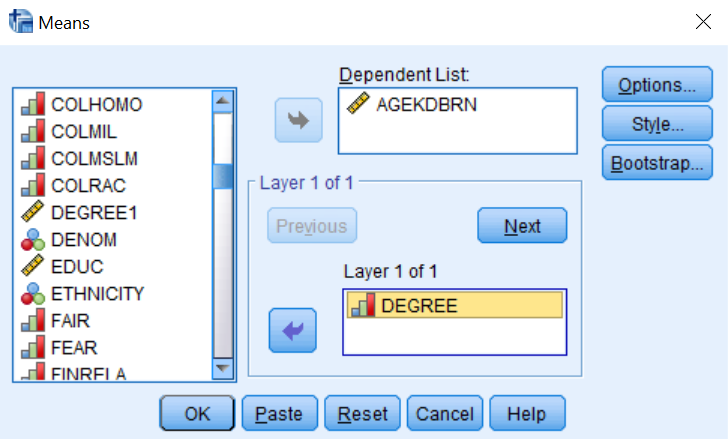 Means
Dependent List:
AGEKDBRN
Options...
Style...
Bootstrap...
COLHOMO
COLMIL
COLMSLM
COLRAC
DEGREE1
DENOM
EDUC
ETHNICITY
FAIR
FEAR
FINRELA
Layer 1 of 1
Previous
Next
Layer 1 of 1
DEGREE
OK
Paste
Reset
Cancel
Help